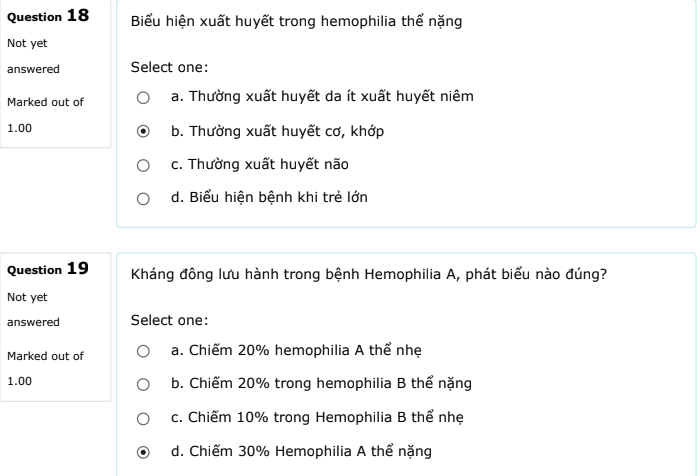 Question 18
Not yet
answered
Marked out of
1.00
Biểu hiện xuất huyết trong hemophilia thể nặng
Select one:
a. Thường xuất huyết da ít xuất huyết niêm
b. Thường xuất huyết cơ, khớp
c. Thường xuất huyết não
d. Biểu hiện bệnh khi trẻ lớn
Question 19
Not yet
answered
Marked out of
1.00
Kháng đông lưu hành trong bệnh Hemophilia A, phát biểu nào đúng?
Select one:
a. Chiếm 20% hemophilia A thể nhẹ
b. Chiếm 20% trong hemophilia B thể nặng
c. Chiếm 10% trong Hemophilia B thể nhẹ
d. Chiếm 30% Hemophilia A thể nặng